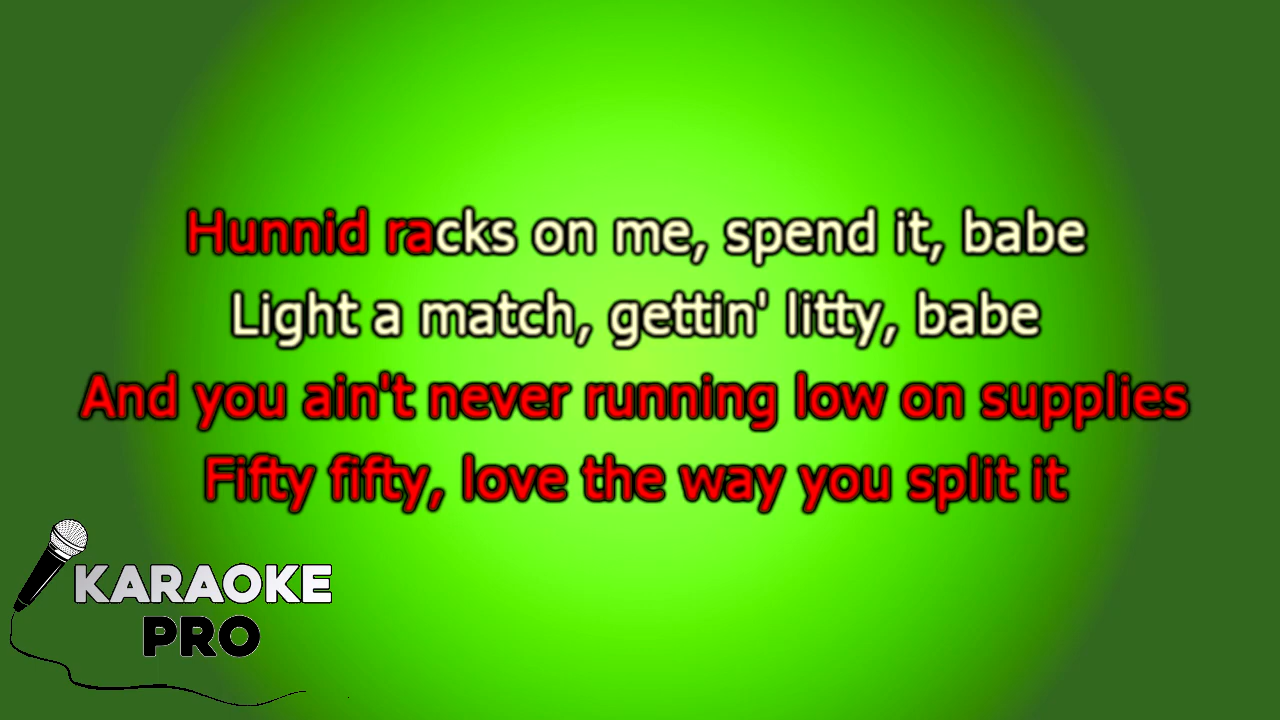 Hunnid racks on me, spend it, babe
Light a match, gettin' litty, babe
And you ain't never running low on supplies
Fifty fifty, love the way you split it
KARAOKE
PRO